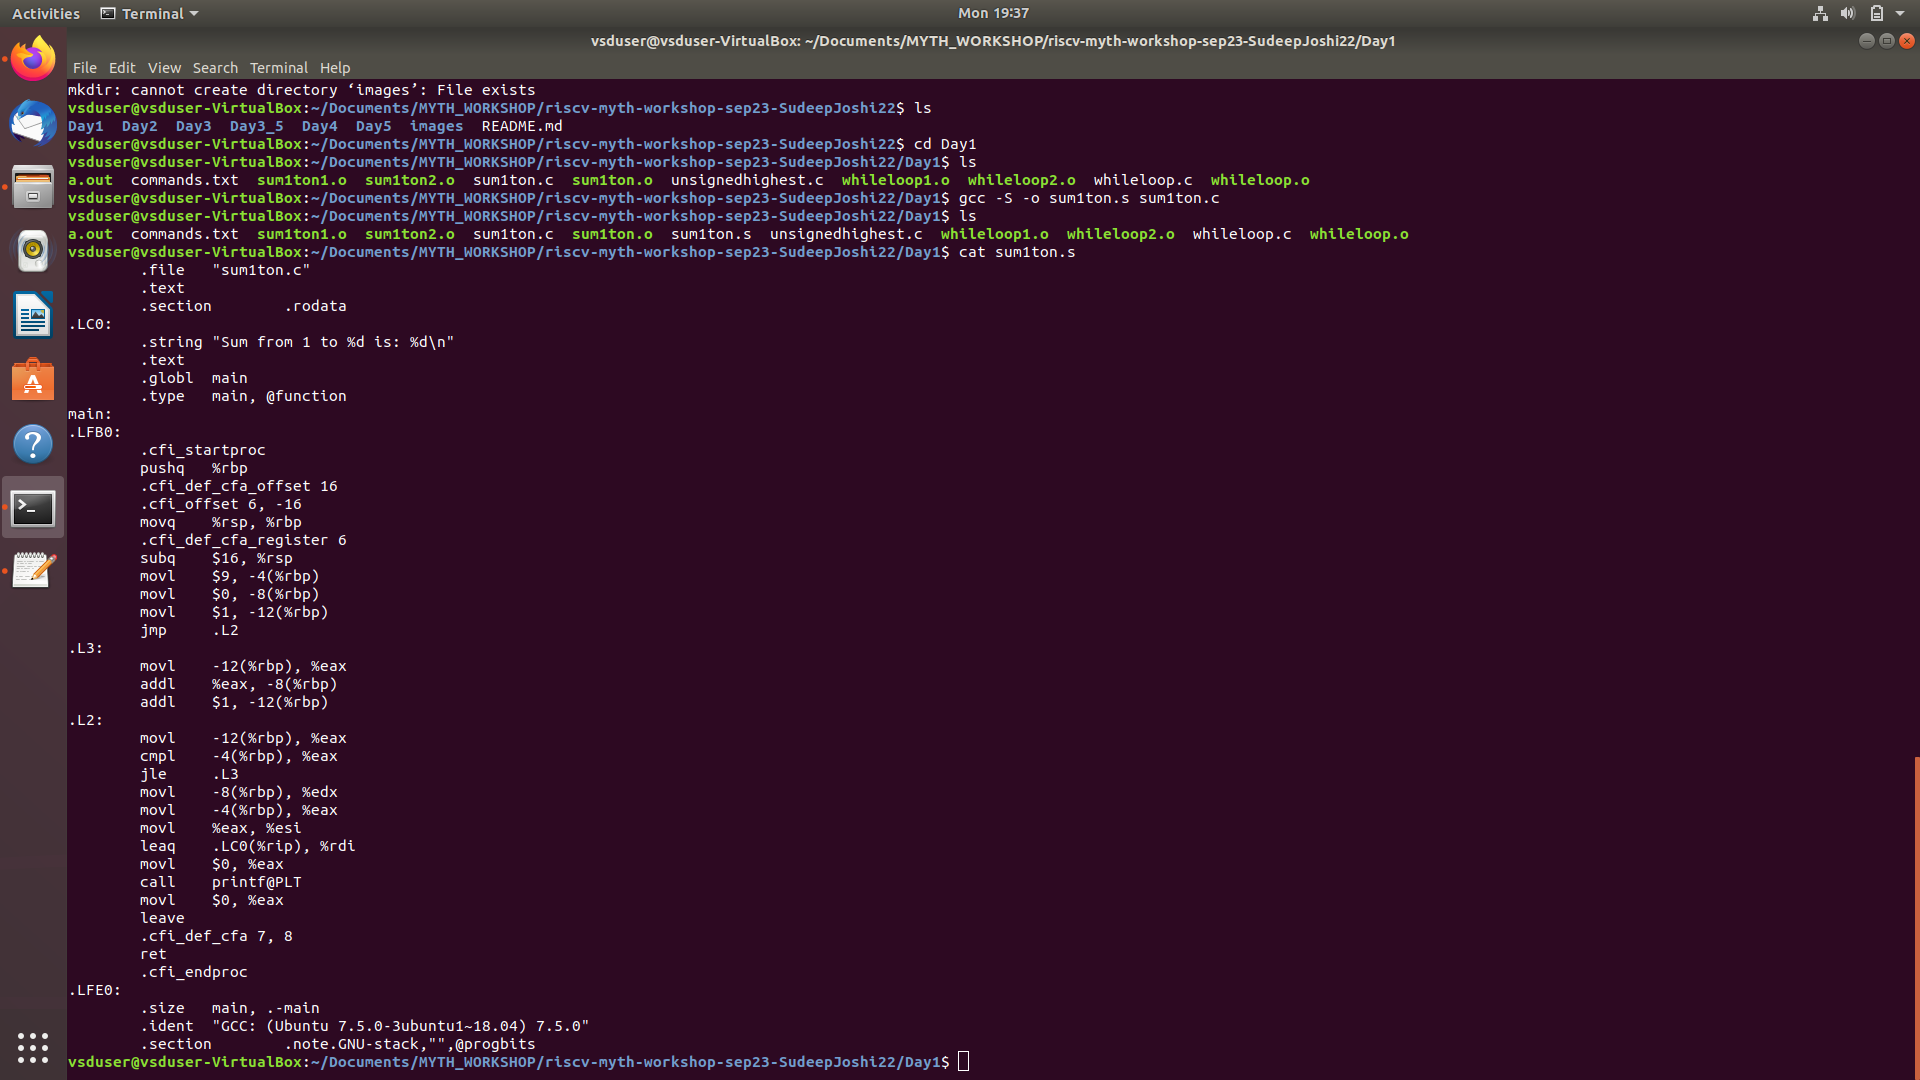 Activities Terminal Mon 19:37
vsduser@vsduser-VirtualBox: ~/Documents/MYTH_WORKSHOP/riscv-myth-workshop-sep23-SudeepJoshi22/Day1
File Edit View Search Terminal Help
mkdir: cannot create directory ‘images’: File exists
vsduser@vsduser-VirtualBox:~/Documents/MYTH_WORKSHOP/riscv-myth-workshop-sep23-SudeepJoshi22$ ls
Day1  Day2  Day3  Day3_5  Day4  Day5  images  README.md
vsduser@vsduser-VirtualBox:~/Documents/MYTH_WORKSHOP/riscv-myth-workshop-sep23-SudeepJoshi22$ cd Day1
vsduser@vsduser-VirtualBox:~/Documents/MYTH_WORKSHOP/riscv-myth-workshop-sep23-SudeepJoshi22/Day1$ ls
a.out  commands.txt  sum1ton1.o  sum1ton2.o  sum1ton.c  sum1ton.o  unsignedhighest.c  whileloop1.o  whileloop2.o  whileloop.c  whileloop.o
vsduser@vsduser-VirtualBox:~/Documents/MYTH_WORKSHOP/riscv-myth-workshop-sep23-SudeepJoshi22/Day1$ gcc -S -o sum1ton.s sum1ton.c
vsduser@vsduser-VirtualBox:~/Documents/MYTH_WORKSHOP/riscv-myth-workshop-sep23-SudeepJoshi22/Day1$ ls
a.out  commands.txt  sum1ton1.o  sum1ton2.o  sum1ton.c  sum1ton.o  sum1ton.s  unsignedhighest.c  whileloop1.o  whileloop2.o  whileloop.c  whileloop.o
vsduser@vsduser-VirtualBox:~/Documents/MYTH_WORKSHOP/riscv-myth-workshop-sep23-SudeepJoshi22/Day1$ cat sum1ton.s
        .file   "sum1ton.c"
        .text
        .section        .rodata
.LC0:
        .string "Sum from 1 to %d is: %d\n"
        .text
        .globl  main
        .type   main, @function
main:
.LFB0:
        .cfi_startproc
        pushq   %rbp
        .cfi_def_cfa_offset 16
        .cfi_offset 6, -16
        movq    %rsp, %rbp
        .cfi_def_cfa_register 6
        subq    $16, %rsp
        movl    $9, -4(%rbp)
        movl    $0, -8(%rbp)
        movl    $1, -12(%rbp)
        jmp     .L2
.L3:
        movl    -12(%rbp), %eax
        addl    %eax, -8(%rbp)
        addl    $1, -12(%rbp)
.L2:
        movl    -12(%rbp), %eax
        cmpl    -4(%rbp), %eax
        jle     .L3
        movl    -8(%rbp), %edx
        movl    -4(%rbp), %eax
        movl    %eax, %esi
        leaq    .LC0(%rip), %rdi
        movl    $0, %eax
        call    printf@PLT
        movl    $0, %eax
        leave
        .cfi_def_cfa 7, 8
        ret
        .cfi_endproc
.LFE0:
        .size   main, .-main
        .ident  "GCC: (Ubuntu 7.5.0-3ubuntu1~18.04) 7.5.0"
        .section        .note.GNU-stack,"",@progbits
vsduser@vsduser-VirtualBox:~/Documents/MYTH_WORKSHOP/riscv-myth-workshop-sep23-SudeepJoshi22/Day1$